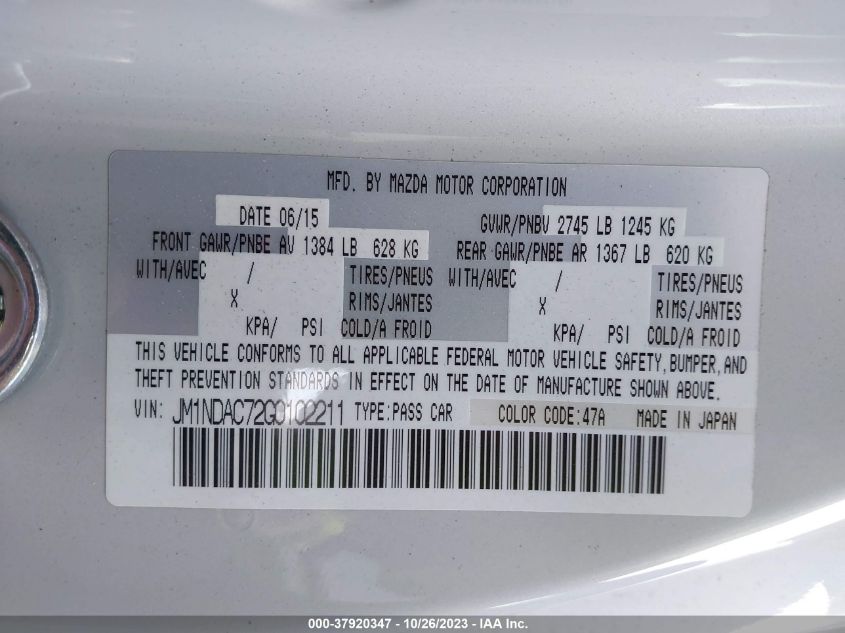 MFD. BY MAZDA MOTOR CORPORATION
DATE 06/15 GVWR/PNBV 2745 LB 1245 KG
FRONT GAWR/PNBE AV 1384 LB 628 KG REAR GAWR/PNBE AR 1367 LB 620 KG
WITH/AVEC / TIRES/PNEUS WITH/AVEC / TIRES/PNEUS
X RIMS/JANTES X RIMS/JANTES
KPA/ PSI COLD/A FROID KPA/ PSI COLD/A FROID
THIS VEHICLE CONFORMS TO ALL APPLICABLE FEDERAL MOTOR VEHICLE SAFETY, BUMPER, AND
THEFT PREVENTION STANDARDS IN EFFECT ON THE DATE OF MANUFACTURE SHOWN ABOVE.
VIN: JM1NDAC72G0102211 TYPE:PASS CAR COLOR CODE:47A MADE IN JAPAN
000-37920347 - 10/26/2023 - IAAI Inc.